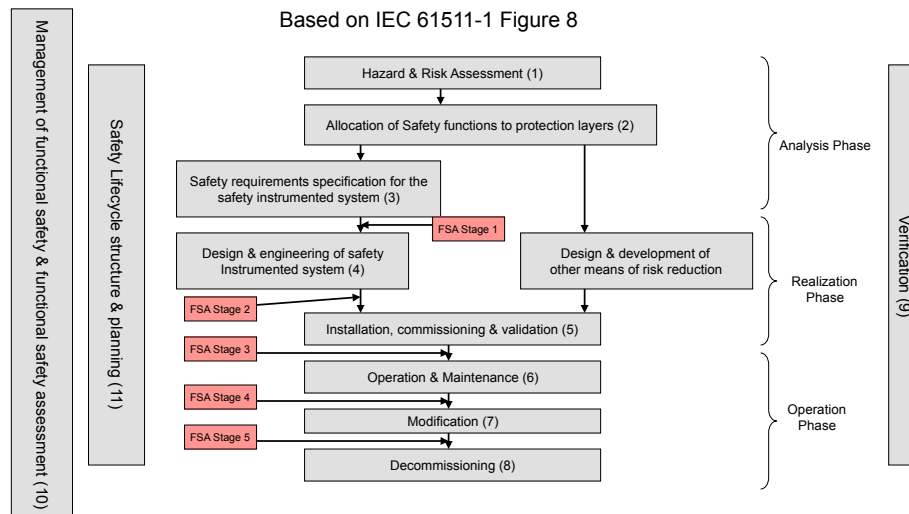 Based on IEC 61511-1 Figure 8
Management of functional safety & functional safety assessment (10)
Safety Lifecycle structure & planning (11)
Hazard & Risk Assessment (1)
Allocation of Safety functions to protection layers (2)
Safety requirements specification for the
safety instrumented system (3)
FSA Stage 1
Design & engineering of safety
Instrumented system (4)
Design & development of
other means of risk reduction
FSA Stage 2
Installation, commissioning & validation (5)
FSA Stage 3
Operation & Maintenance (6)
FSA Stage 4
Modification (7)
FSA Stage 5
Decommissioning (8)
Analysis Phase
Realization
Phase
Operation
Phase
Verification (9)